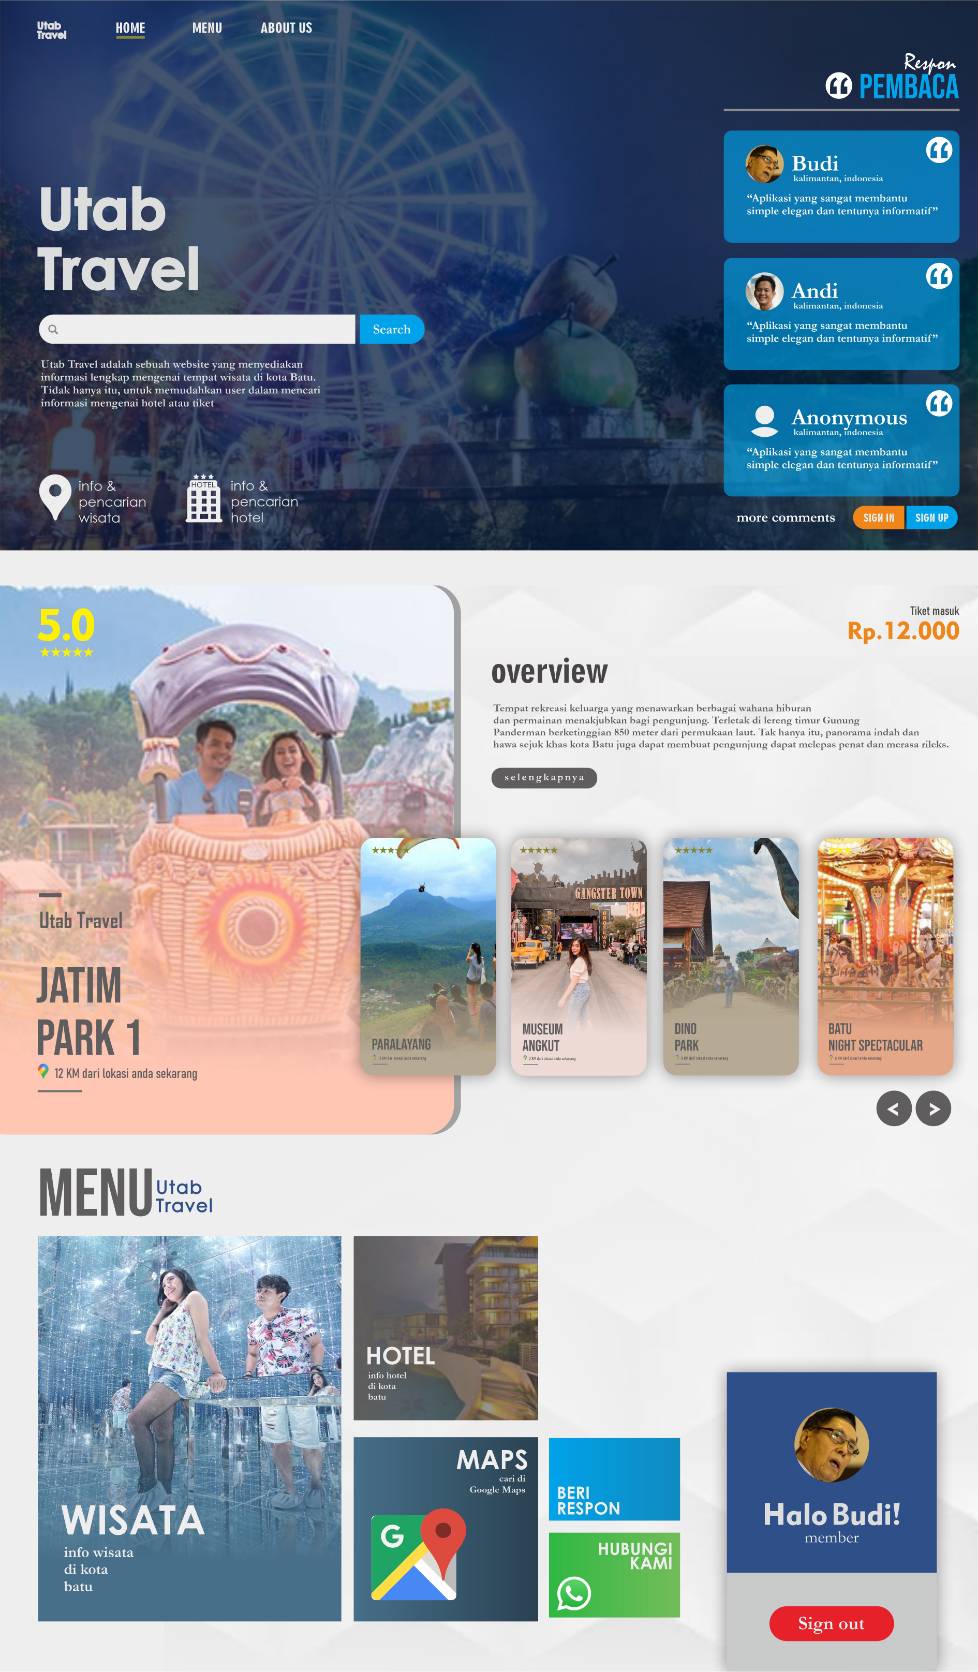 Utab
Travel
HOME
MENU
ABOUT US
Respon
PEMBACA
Budi
kalimantan, indonesia
“Aplikasi yang sangat membantu
simple elegan dan tentunya informatif”
Andi
kalimantan, indonesia
“Aplikasi yang sangat membantu
simple elegan dan tentunya informatif”
Anonymous
kalimantan, indonesia
“Aplikasi yang sangat membantu
simple elegan dan tentunya informatif”
more comments
SIGN IN
SIGN UP
Utab
Travel
Search
Utab Travel adalah sebuah website yang menyediakan
informasi lengkap mengenai tempat wisata di kota Batu.
Tidak hanya itu, untuk memudahkan user dalam mencari
informasi mengenai hotel atau tiket
info &
pencarian
wisata
HOTEL
info &
pencarian
hotel
5.0
Tiket masuk
Rp.12.000
overview
Tempat rekreasi keluarga yang menawarkan berbagai wahana hiburan
dan permainan menakjubkan bagi pengunjung. Terletak di lereng timur Gunung
Panderman berketinggian 850 meter dari permukaan laut. Tak hanya itu, panorama indah dan
hawa sejuk khas kota Batu juga dapat membuat pengunjung dapat melepas penat dan merasa rileks.
selengkapnya
Utab Travel
JATIM
PARK 1
12 KM dari lokasi anda sekarang
PARALAYANG
GANGSTER TOWN
MUSEUM
ANGKUT
DINO
PARK
BATU
NIGHT SPECTACULAR
<
>
MENU
Utab
Travel
WISATA
info wisata
di kota
batu
HOTEL
info hotel
di kota
batu
MAPS
cari di
Google Maps
G
BERI
RESPON
HUBUNGI
KAMI
Halo Budi!
member
Sign out